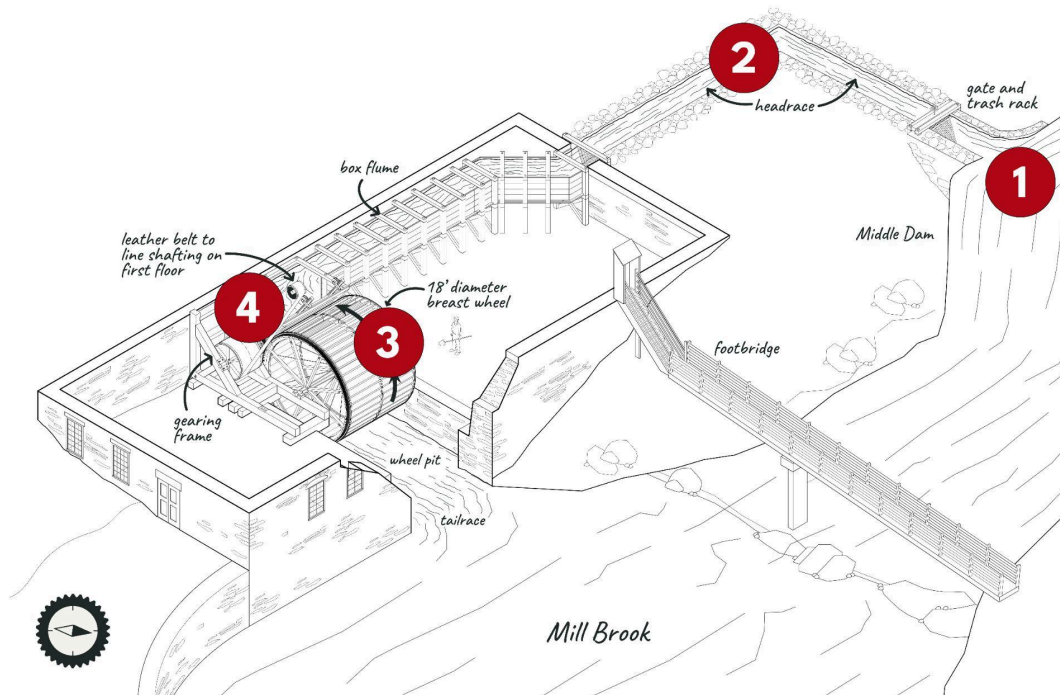 2
headrace
gate and
trash rack
1
box flume
Middle Dam
leather belt to
line shafting on
first floor
4
18' diameter
breast wheel
3
footbridge
gearing
frame
wheel pit
tailrace
Mill Brook